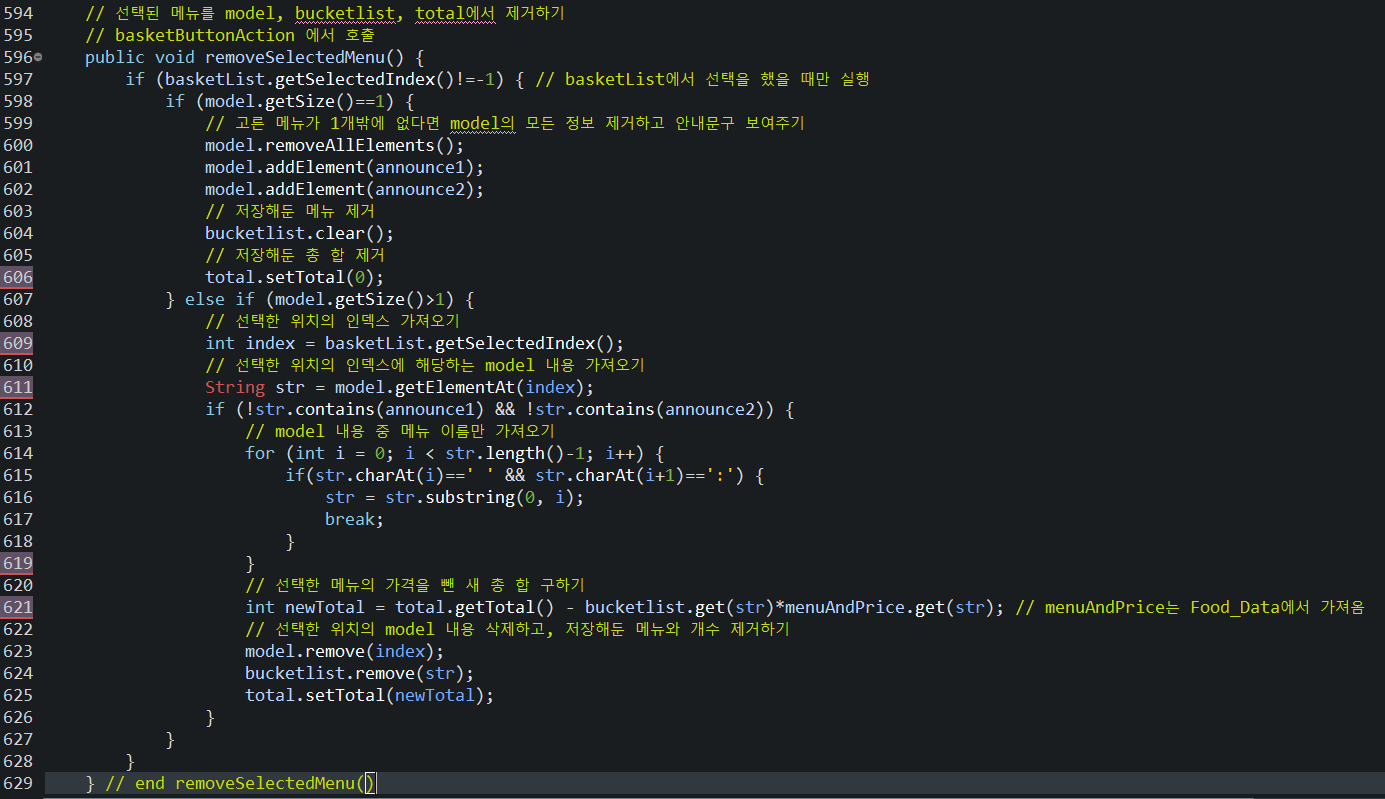 594 // 선택된 메뉴를 model, bucketlist, total에서 제거하기
595 // basketButtonAction 에서 호출
596 public void removeSelectedMenu() {
597 if (basketList.getSelectedIndex()!=-1) { // basketList에서 선택을 했을 때만 실행
598 if (model.getSize()==1) {
599 // 고른 메뉴가 1개밖에 없다면 model의 모든 정보 제거하고 안내문구 보여주기
600 model.removeAllElements();
601 model.addElement(announce1);
602 model.addElement(announce2);
603 // 저장해둔 메뉴 제거
604 bucketlist.clear();
605 // 저장해둔 총 합 제거
606 total.setTotal(0);
607 } else if (model.getSize()>1) {
608 // 선택한 위치의 인덱스 가져오기
609 int index = basketList.getSelectedIndex();
610 // 선택한 위치의 인덱스에 해당하는 model 내용 가져오기
611 String str = model.getElementAt(index);
612 if (!str.contains(announce1) && !str.contains(announce2)) {
613 // model 내용 중 메뉴 이름만 가져오기
614 for (int i = 0; i < str.length()-1; i++) {
615 if(str.charAt(i)==' ' && str.charAt(i+1)==':') {
616 str = str.substring(0, i);
617 break;
618 }
619 }
620 // 선택한 메뉴의 가격을 뺀 새 총 합 구하기
621 int newTotal = total.getTotal() - bucketlist.get(str)*menuAndPrice.get(str); // menuAndPrice는 Food_Data에서 가져옴
622 // 선택한 위치의 model 내용 삭제하고, 저장해둔 메뉴와 개수 제거하기
623 model.remove(index);
624 bucketlist.remove(str);
625 total.setTotal(newTotal);
626 }
627 }
628 }
629 } // end removeSelectedMenu()